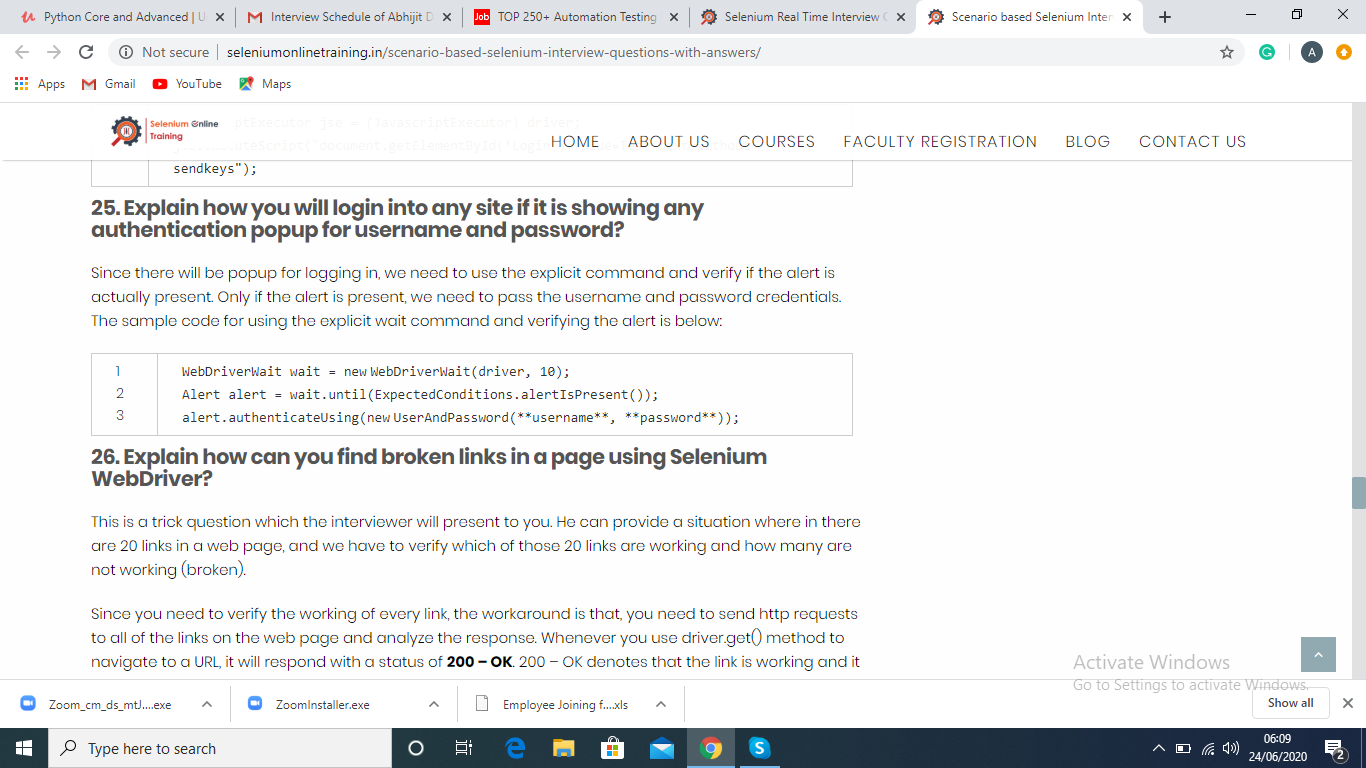 Python Core and Advanced | U
Interview Schedule of Abhijit D
Job TOP 250+ Automation Testing
Selenium Real Time Interview
Scenario based Selenium Inter
Not secure | seleniumonlinetraining.in/scenario-based-selenium-interview-questions-with-answers/
A
Apps Gmail YouTube Maps
Selenium Online
Training
ptExecutor jse = (JavascriptExecutor) driver;
HOME ABOUT US COURSES FACULTY REGISTRATION BLOG CONTACT US
sendkeys");
25. Explain how you will login into any site if it is showing any
authentication popup for username and password?
Since there will be popup for logging in, we need to use the explicit command and verify if the alert is
actually present. Only if the alert is present, we need to pass the username and password credentials.
The sample code for using the explicit wait command and verifying the alert is below:
1 WebDriverWait wait = new WebDriverWait(driver, 10);
2 Alert alert = wait.until(ExpectedConditions.alertIsPresent());
3 alert.authenticateUsing(new UserAndPassword(**username**, **password**));
26. Explain how can you find broken links in a page using Selenium
WebDriver?
This is a trick question which the interviewer will present to you. He can provide a situation where in there
are 20 links in a web page, and we have to verify which of those 20 links are working and how many are
not working (broken).
Since you need to verify the working of every link, the workaround is that, you need to send http requests
to all of the links on the web page and analyze the response. Whenever you use driver.get() method to
navigate to a URL, it will respond with a status of 200 – OK. 200 – OK denotes that the link is working and it
Activate Windows
Go to Settings to activate Windows.
Zoom_cm_ds_mtJ....exe ZoomInstaller.exe Employee Joining f....xls Show all
Type here to search
06:09
24/06/2020
2